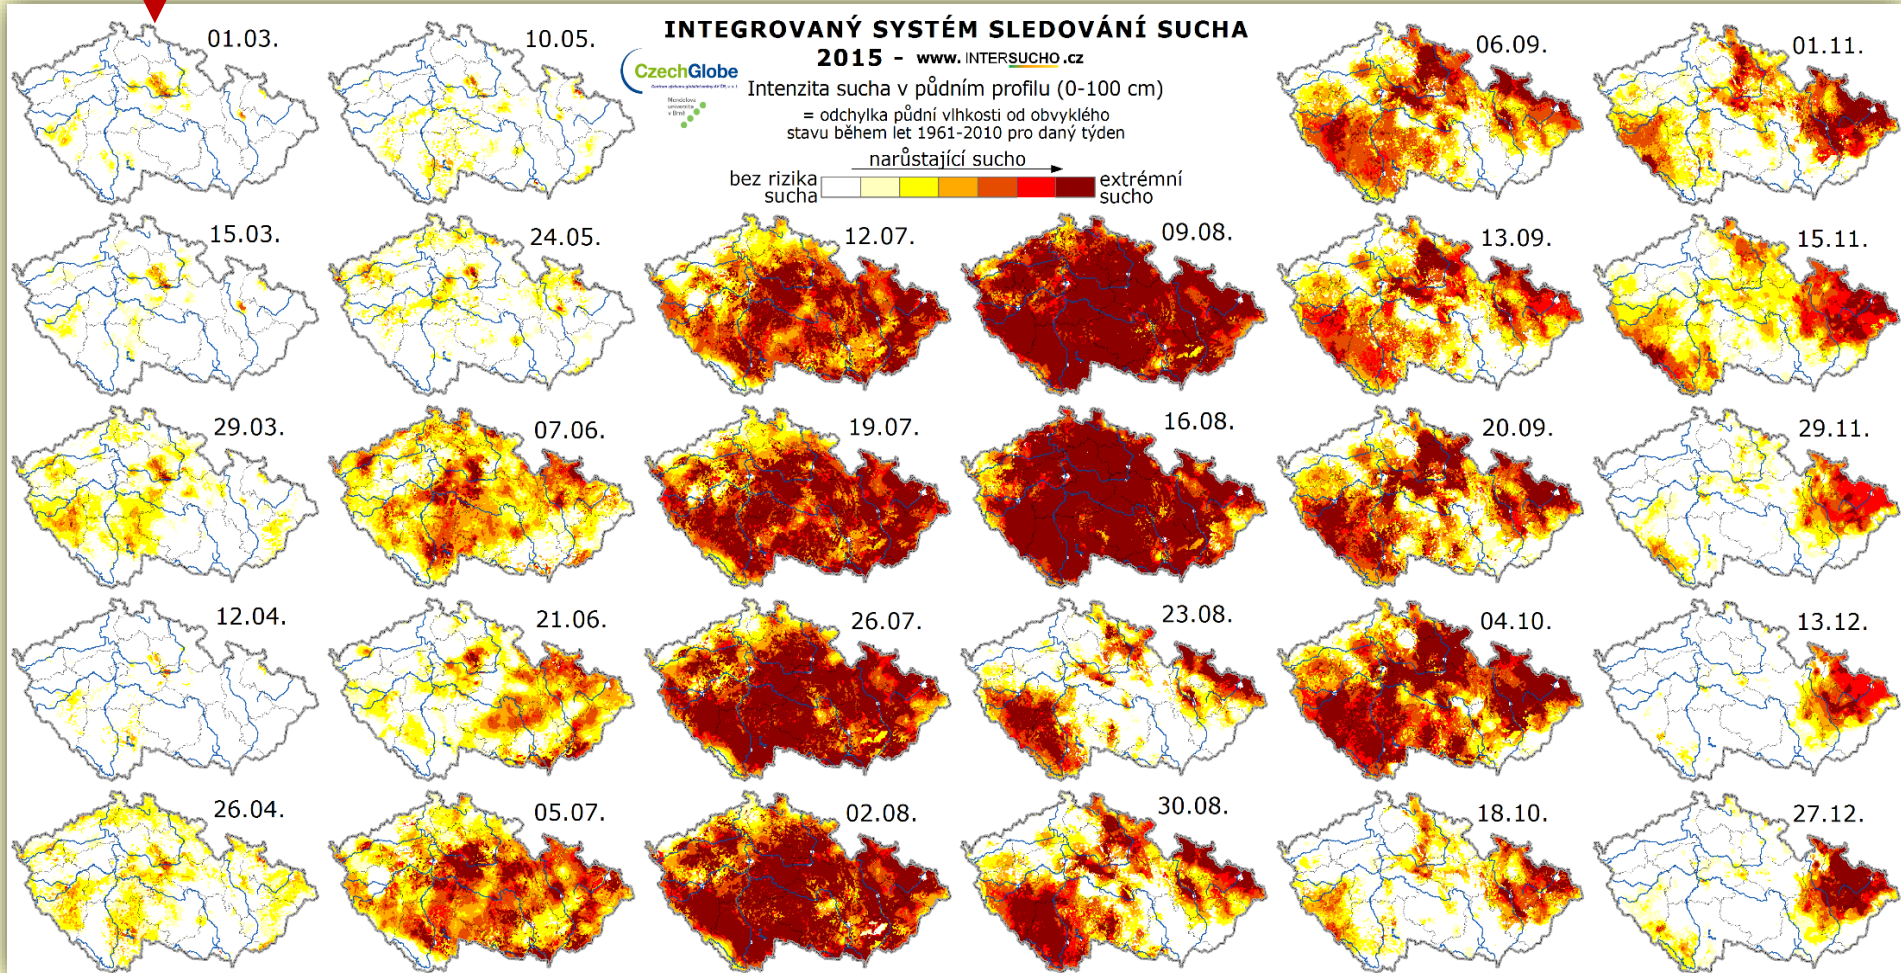 INTEGROVANÝ SYSTÉM SLEDOVÁNÍ SUCHA
2015 - www.INTERSUCHO.cz
CzechGlobe
Mendelova
univerzita
v Brně
Intenzita sucha v půdním profilu (0-100 cm)
= odchylka půdní vlhkosti od obvyklého
stavu během let 1961-2010 pro daný týden
narůstající sucho
bez rizika
sucha
extrémní
sucho
01.03.
10.05.
06.09.
01.11.
15.03.
24.05.
12.07.
09.08.
13.09.
15.11.
29.03.
07.06.
19.07.
16.08.
20.09.
29.11.
12.04.
21.06.
26.07.
23.08.
04.10.
13.12.
26.04.
05.07.
02.08.
30.08.
18.10.
27.12.